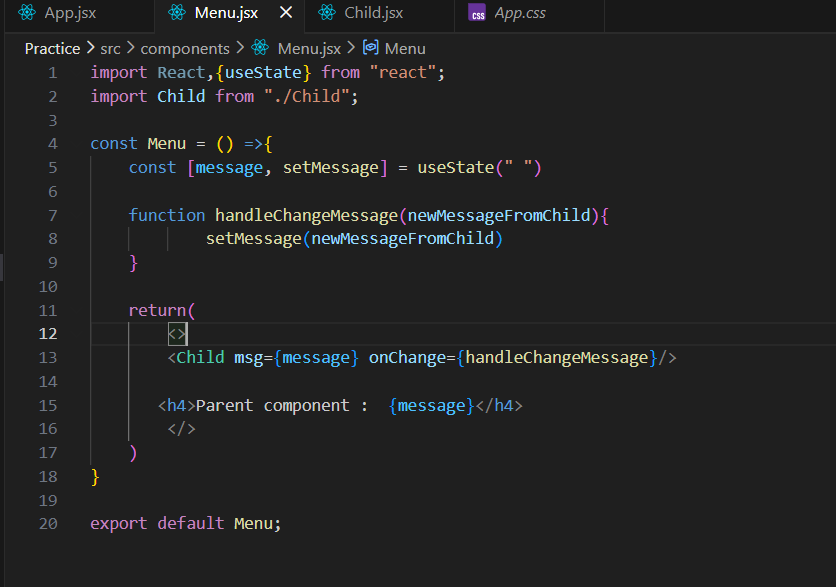 App.jsx Menu.jsx Child.jsx CSS App.css
Practice > src > components > Menu.jsx > Menu
1 import React,{useState} from "react";
2 import Child from "./Child";
3
4 const Menu = () =>{
5 const [message, setMessage] = useState(" ")
6
7 function handleChangeMessage(newMessageFromChild){
8 setMessage(newMessageFromChild)
9 }
10
11 return(
12 <>
13 <Child msg={message} onChange={handleChangeMessage}/>
14
15 <h4>Parent component :  {message}</h4>
16 </>
17 )
18 }
19
20 export default Menu;